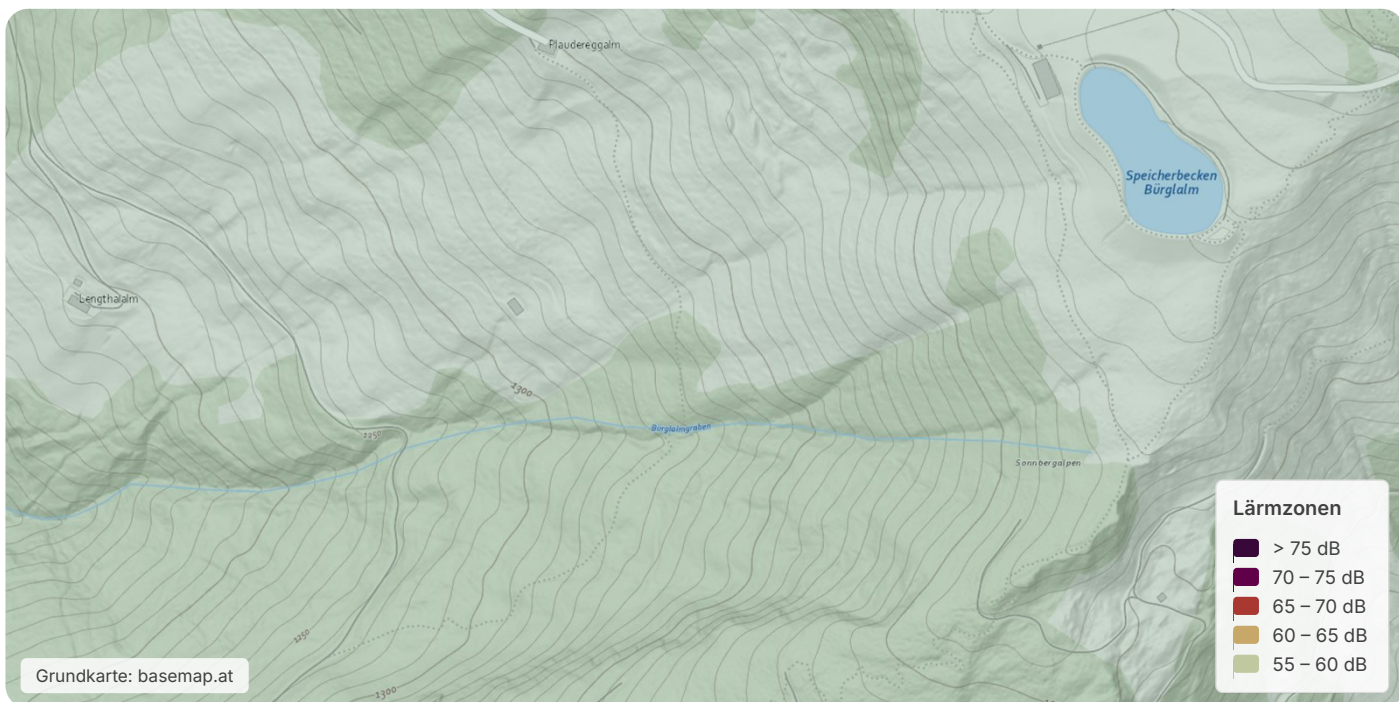 Plaudereggalm
Speicherbecken
Bürglalm
Lengthalalm
1300
Bürglalmgraben
1250
Sonnbergalpen
Lärmzonen
> 75 dB
70 – 75 dB
65 – 70 dB
60 – 65 dB
55 – 60 dB
1250
Grundkarte: basemap.at
1300